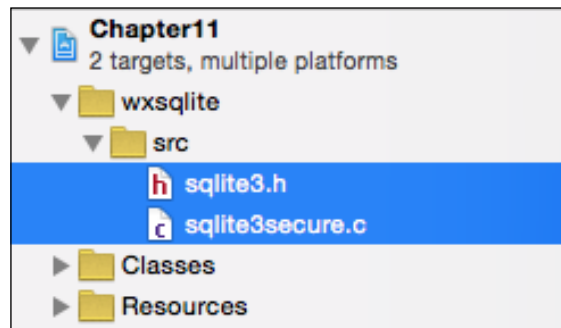 Chapter11
2 targets, multiple platforms
wxsqlite
src
h sqlite3.h
c sqlite3secure.c
Classes
Resources